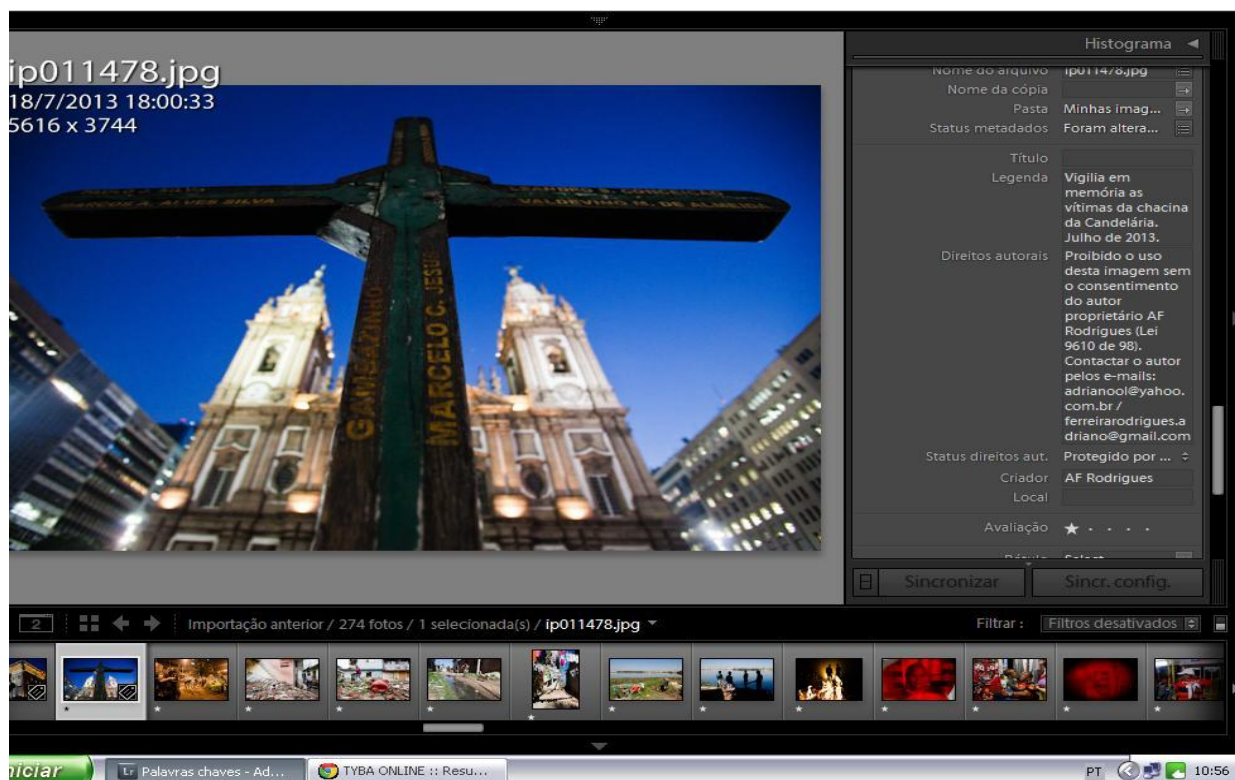 Histograma
ip011478.jpg
18/7/2013 18:00:33
5616 x 3744
Nome do arquivo ip011478.jpg
Nome da cópia
Pasta Minhas imag...
Status metadados Foram altera...
Título
Legenda Vigilia em
memória as
vítimas da chacina
da Candelária.
Julho de 2013.
Direitos autorais Proibido o uso
desta imagem sem
o consentimento
do autor
proprietário AF
Rodrigues (Lei
9610 de 98).
Contactar o autor
pelos e-mails:
adrianool@yahoo.
com.br /
ferreirarodrigues.a
driano@gmail.com
Status direitos aut. Protegido por ...
Criador AF Rodrigues
Local
Avaliação
ALVES SILVA
VALDEVINO M. DE ALMEIDA
GAMBAZINHO
MARCELO C. JESUS
Sincronizar Sincr. config.
2 Importação anterior / 274 fotos / 1 selecionada(s) / ip011478.jpg
Filtrar : Filtros desativados
Iniciar Lr Palavras chaves - Ad... TYBA ONLINE :: Resu... PT 10:56